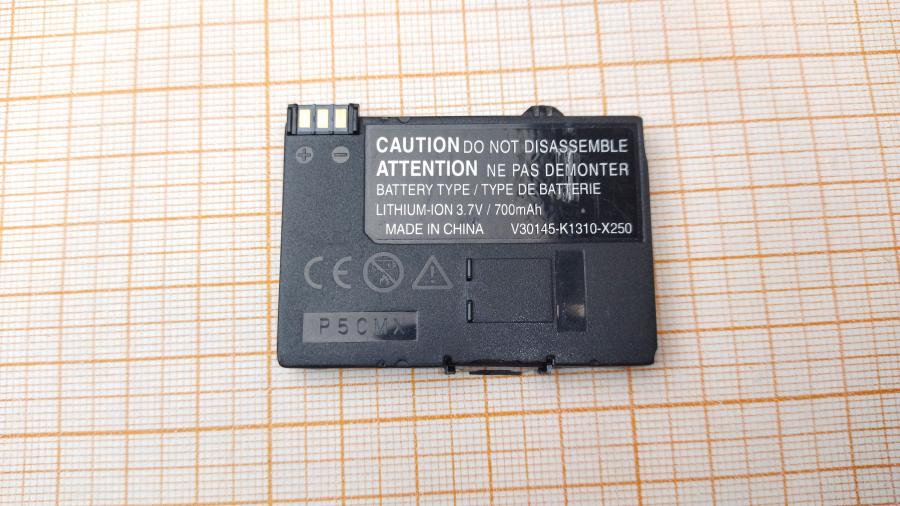 CAUTION DO NOT DISASSEMBLE
ATTENTION NE PAS DEMONTER
BATTERY TYPE / TYPE DE BATTERIE
LITHIUM-ION 3.7V / 700mAh
MADE IN CHINA V30145-K1310-X250
CE
P5CMX